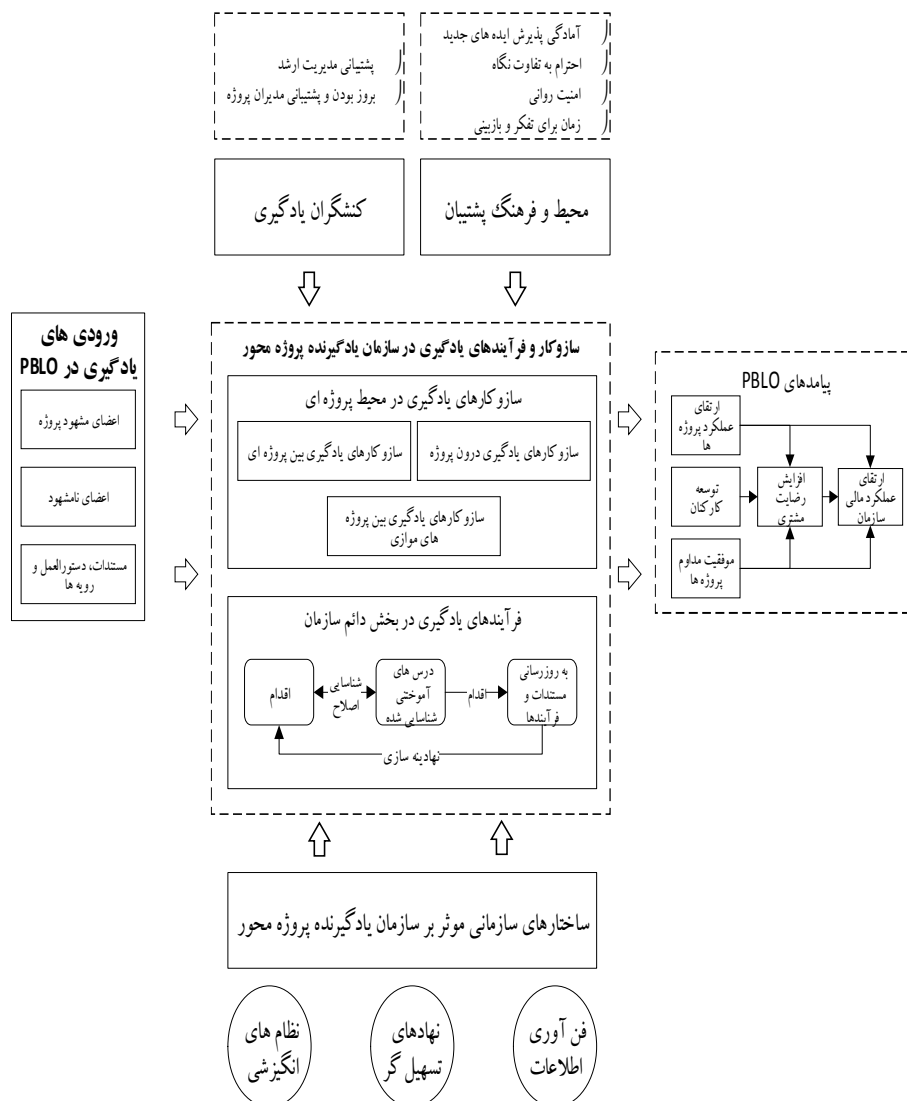 آمادگی پذیرش ایده های جدید
احترام به تفاوت نگاه
امنیت روانی
زمان برای تفکر و بازبینی
پشتیبانی مدیریت ارشد
بروز بودن و پشتیبانی مدیران پروژه
محیط و فرهنگ پشتیبان
کنشگران یادگیری
ورودی های
یادگیری در PBLO
اعضای مشهود پروژه
اعضای نامشهود
مستندات، دستورالعمل و
رویه ها
سازوکار و فرآیندهای یادگیری در سازمان یادگیرنده پروژه محور
سازوکارهای یادگیری در محیط پروژه ای
سازوکارهای یادگیری درون پروژه
سازوکارهای یادگیری بین پروژه ای
سازوکارهای یادگیری بین پروژه
های موازی
فرآیندهای یادگیری در بخش دائم سازمان
به روزرسانی
مستندات و
فرآیندها
اقدام
درس های
آموختنی
شناسایی شده
شناسایی
اصلاح
اقدام
نهادینه سازی
پیامدهای PBLO
ارتقای
عملکرد پروژه
ها
توسعه
کارکنان
موفقیت مداوم
پروژه ها
افزایش
رضایت
مشتری
ارتقای
عملکرد مالی
سازمان
ساختارهای سازمانی موثر بر سازمان یادگیرنده پروژه محور
فن آوری
اطلاعات
نهادهای
تسهیل گر
نظام های
انگیزشی